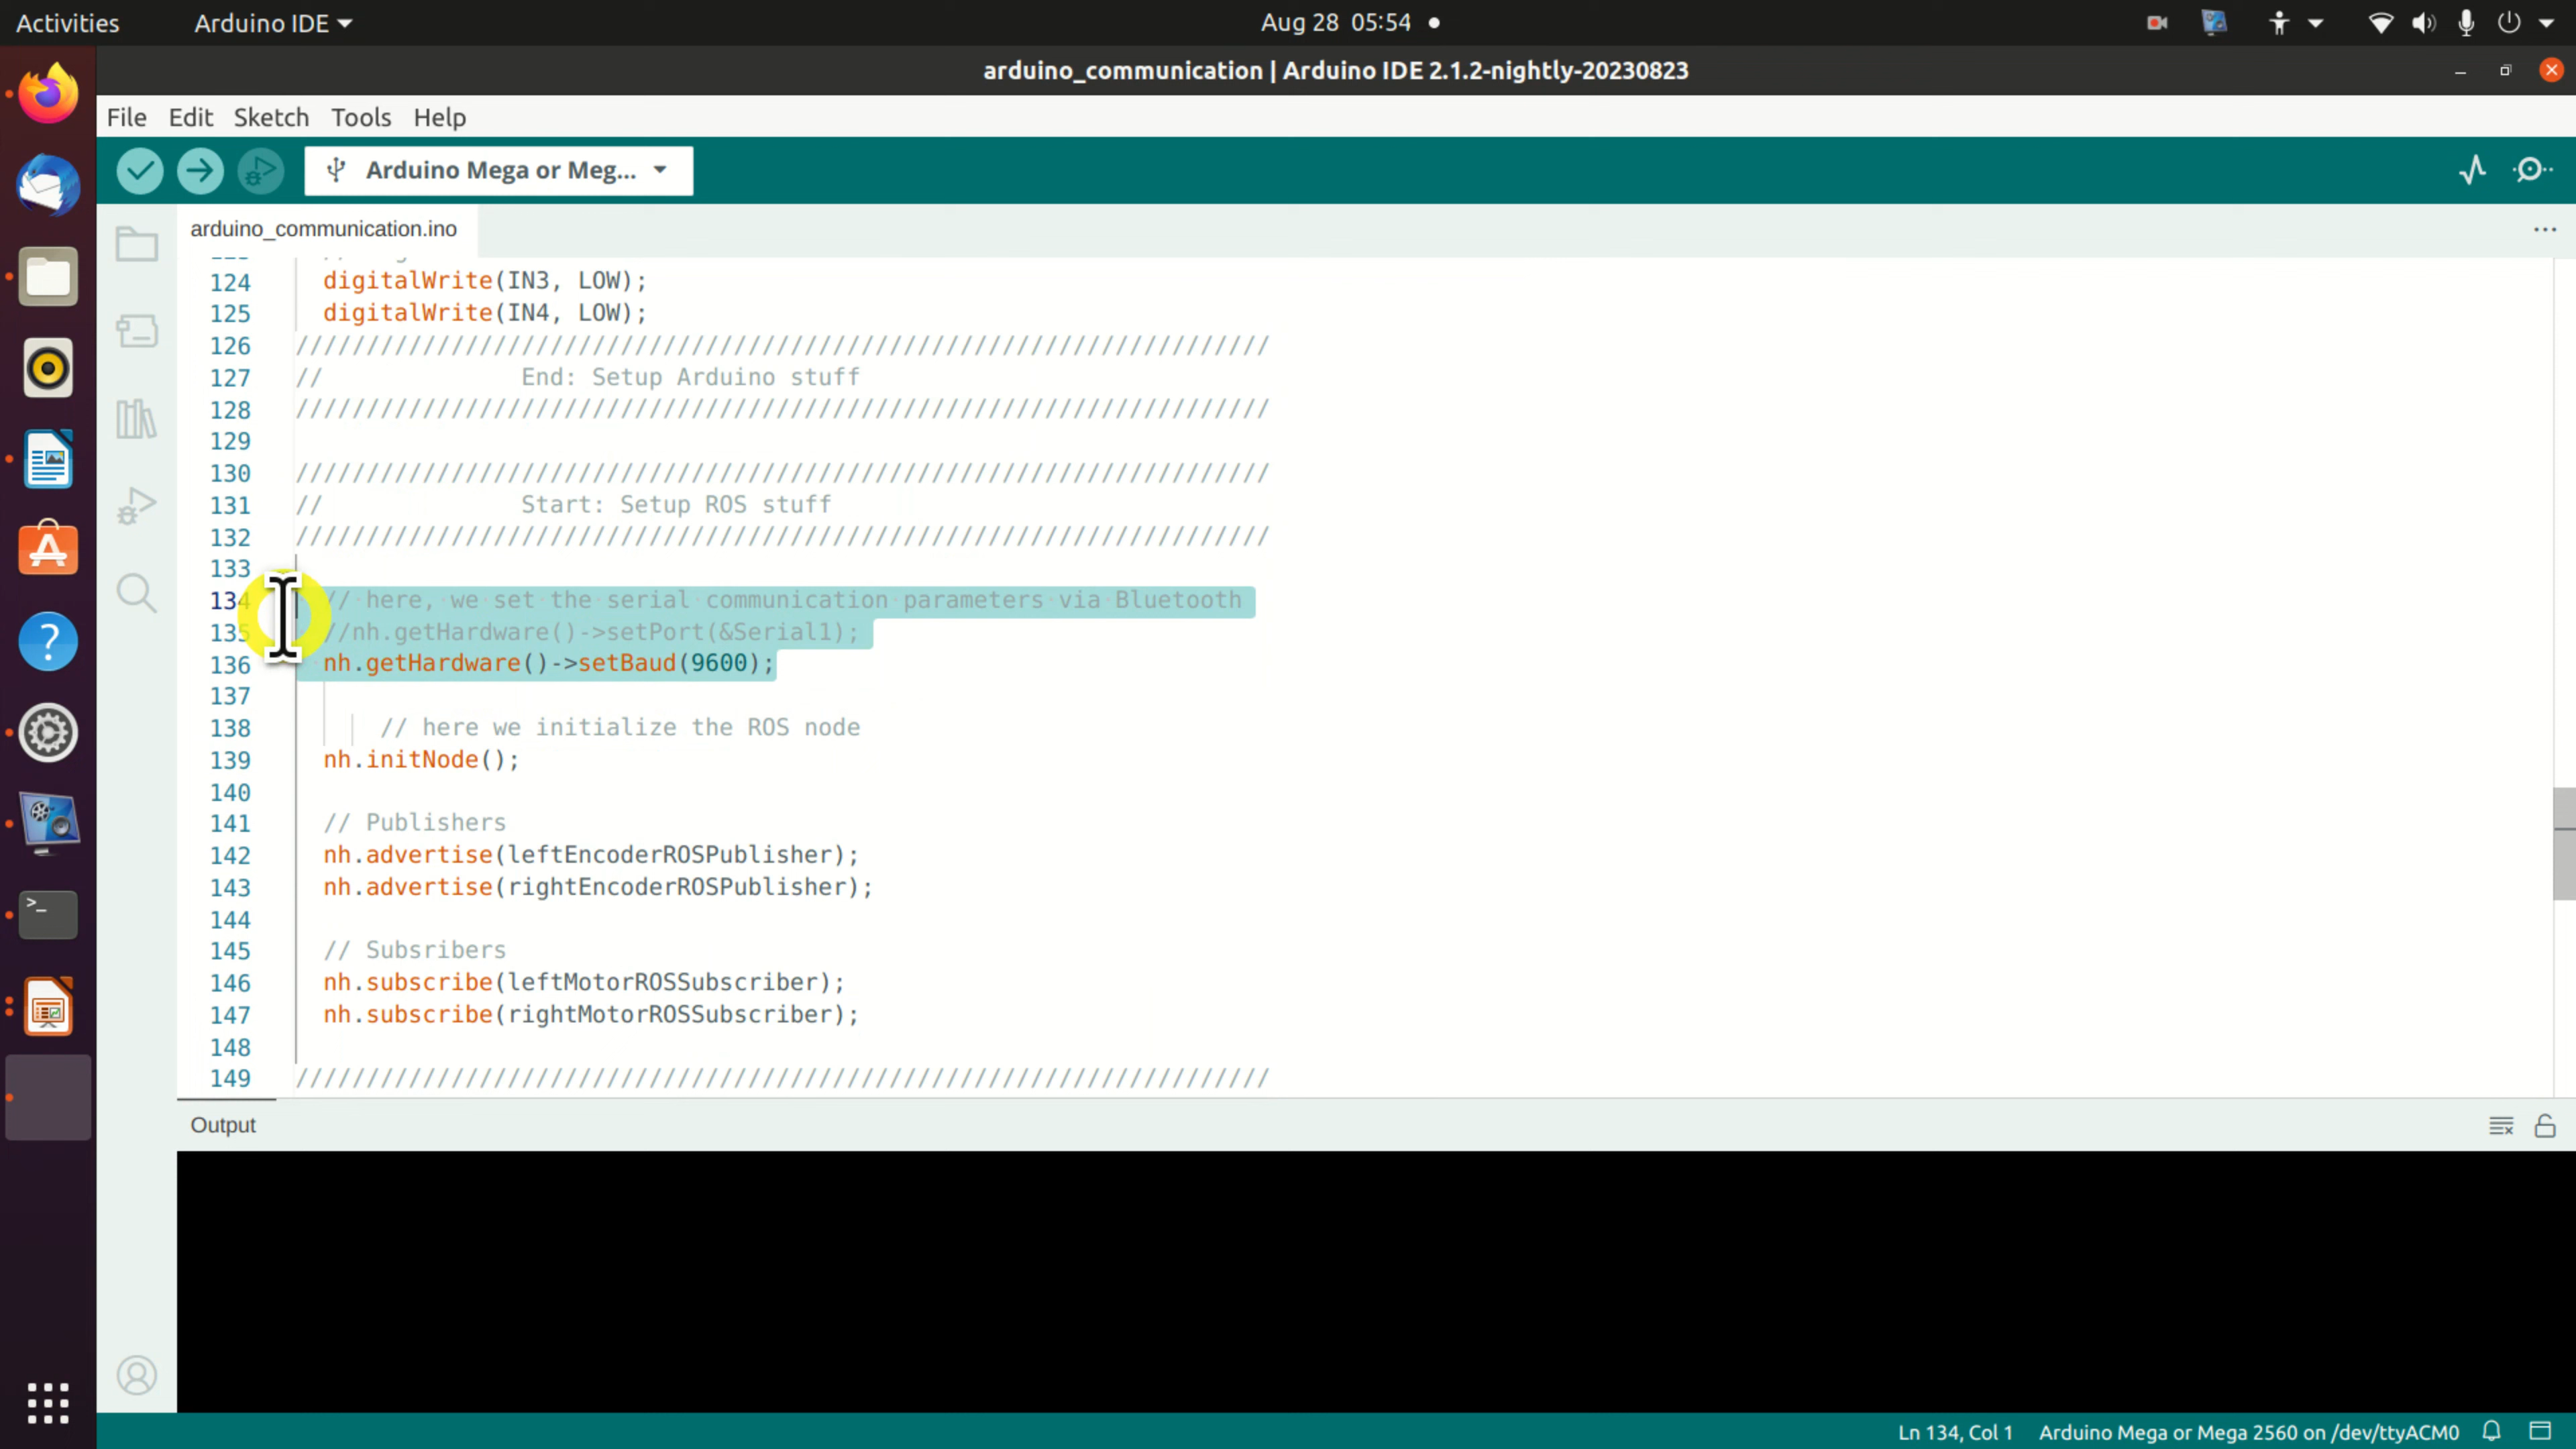 Activities Arduino IDE Aug 28 05:54
arduino_communication | Arduino IDE 2.1.2-nightly-20230823
File Edit Sketch Tools Help
Arduino Mega or Meg...
arduino_communication.ino
124 digitalWrite(IN3, LOW);
125 digitalWrite(IN4, LOW);
126 /////////////////////////////////////////////////////////////////////
127 // End: Setup Arduino stuff
128 /////////////////////////////////////////////////////////////////////
129
130 /////////////////////////////////////////////////////////////////////
131 // Start: Setup ROS stuff
132 /////////////////////////////////////////////////////////////////////
133
134 // here, we set the serial communication parameters via Bluetooth
135 //nh.getHardware()->setPort(&Serial1);
136 nh.getHardware()->setBaud(9600);
137
138 // here we initialize the ROS node
139 nh.initNode();
140
141 // Publishers
142 nh.advertise(leftEncoderROSPublisher);
143 nh.advertise(rightEncoderROSPublisher);
144
145 // Subsribers
146 nh.subscribe(leftMotorROSSubscriber);
147 nh.subscribe(rightMotorROSSubscriber);
148
149 /////////////////////////////////////////////////////////////////////
Output
Ln 134, Col 1 Arduino Mega or Mega 2560 on /dev/ttyACM0